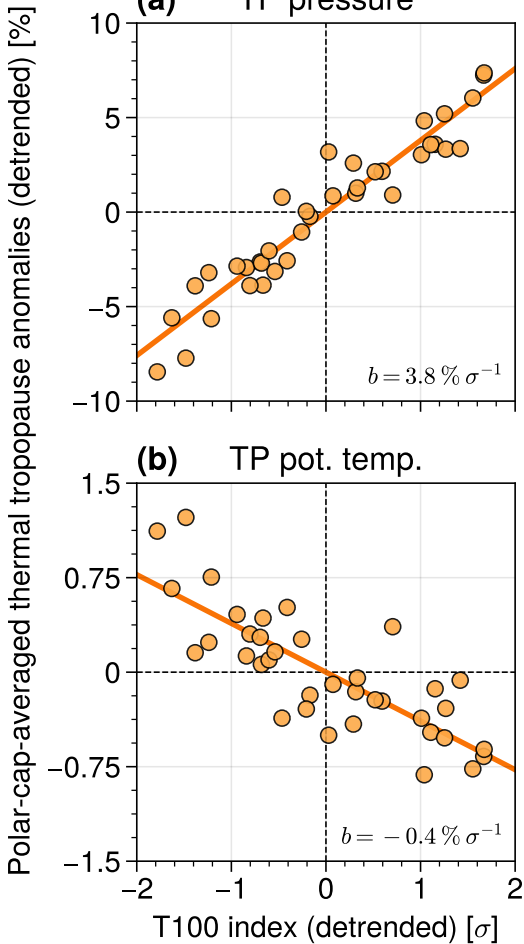 (a) TP pressure
Polar-cap-averaged thermal tropopause anomalies (detrended) [%]
10
5
0
−5
−10
b = 3.8 % σ⁻¹
(b) TP pot. temp.
1.5
0.75
0
−0.75
−1.5
b = − 0.4 % σ⁻¹
−2 −1 0 1 2
T100 index (detrended) [σ]